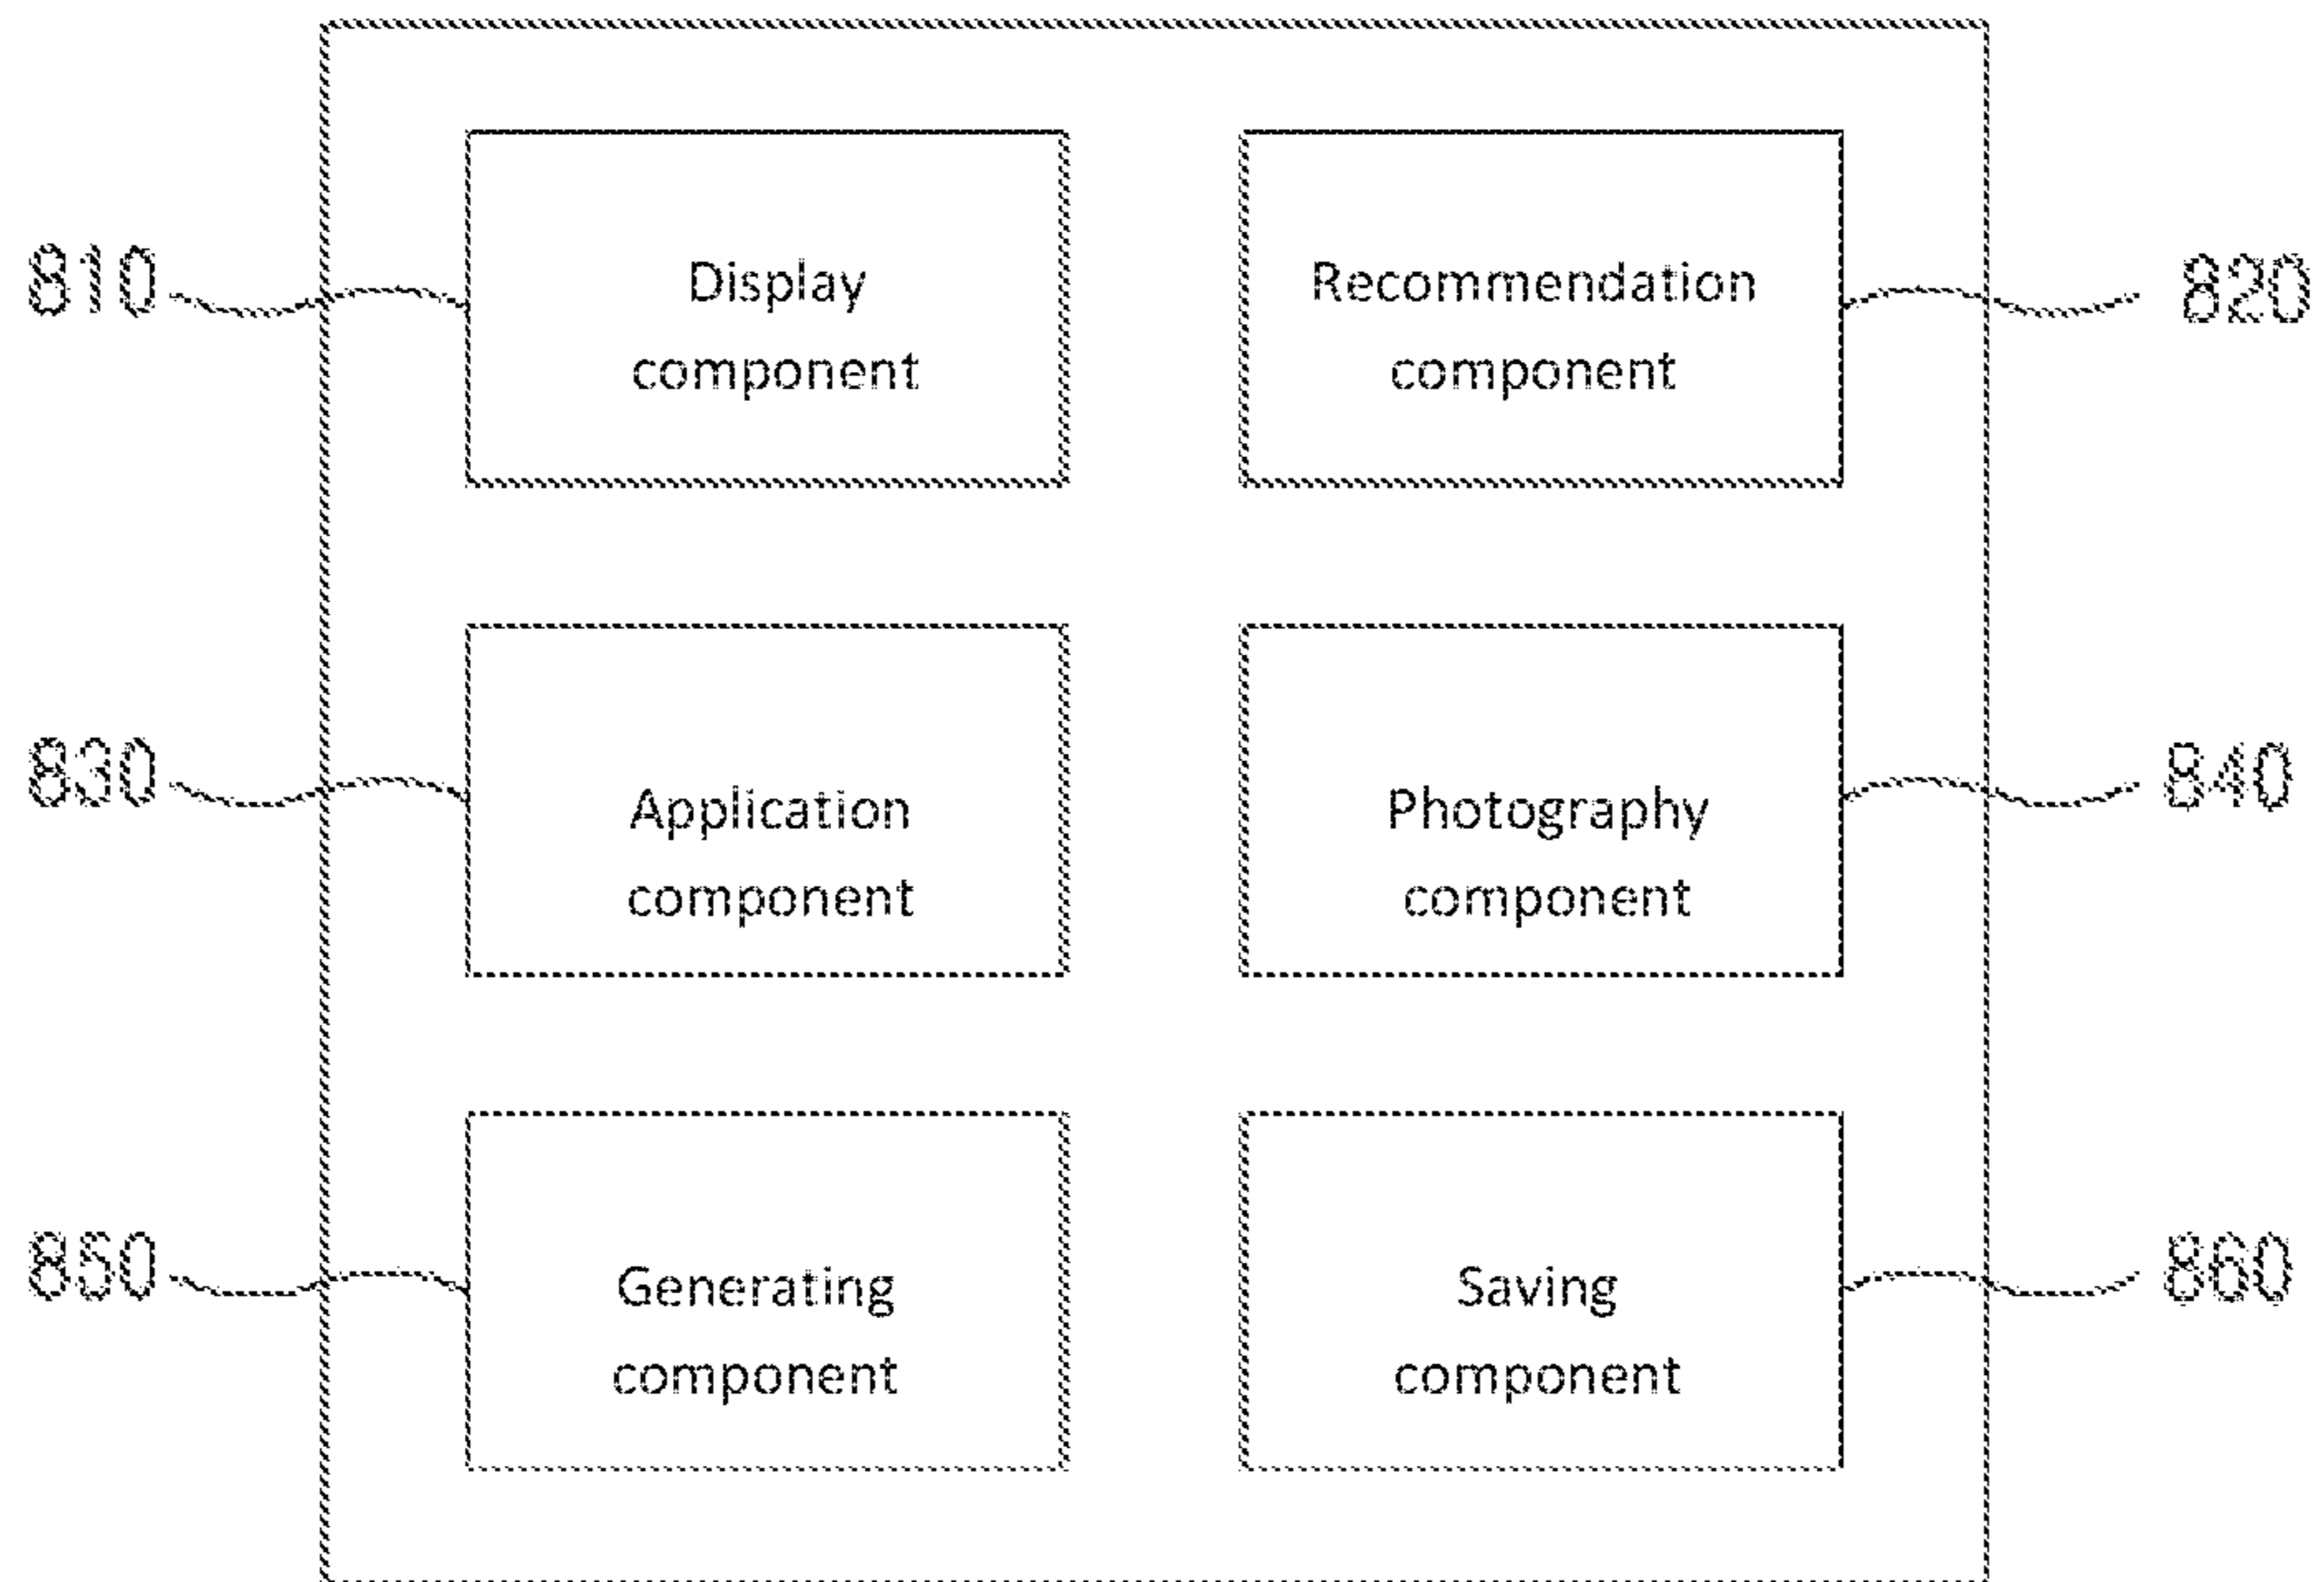 810
Display
component
Recommendation
component
820
830
Application
component
Photography
component
840
850
Generating
component
Saving
component
860